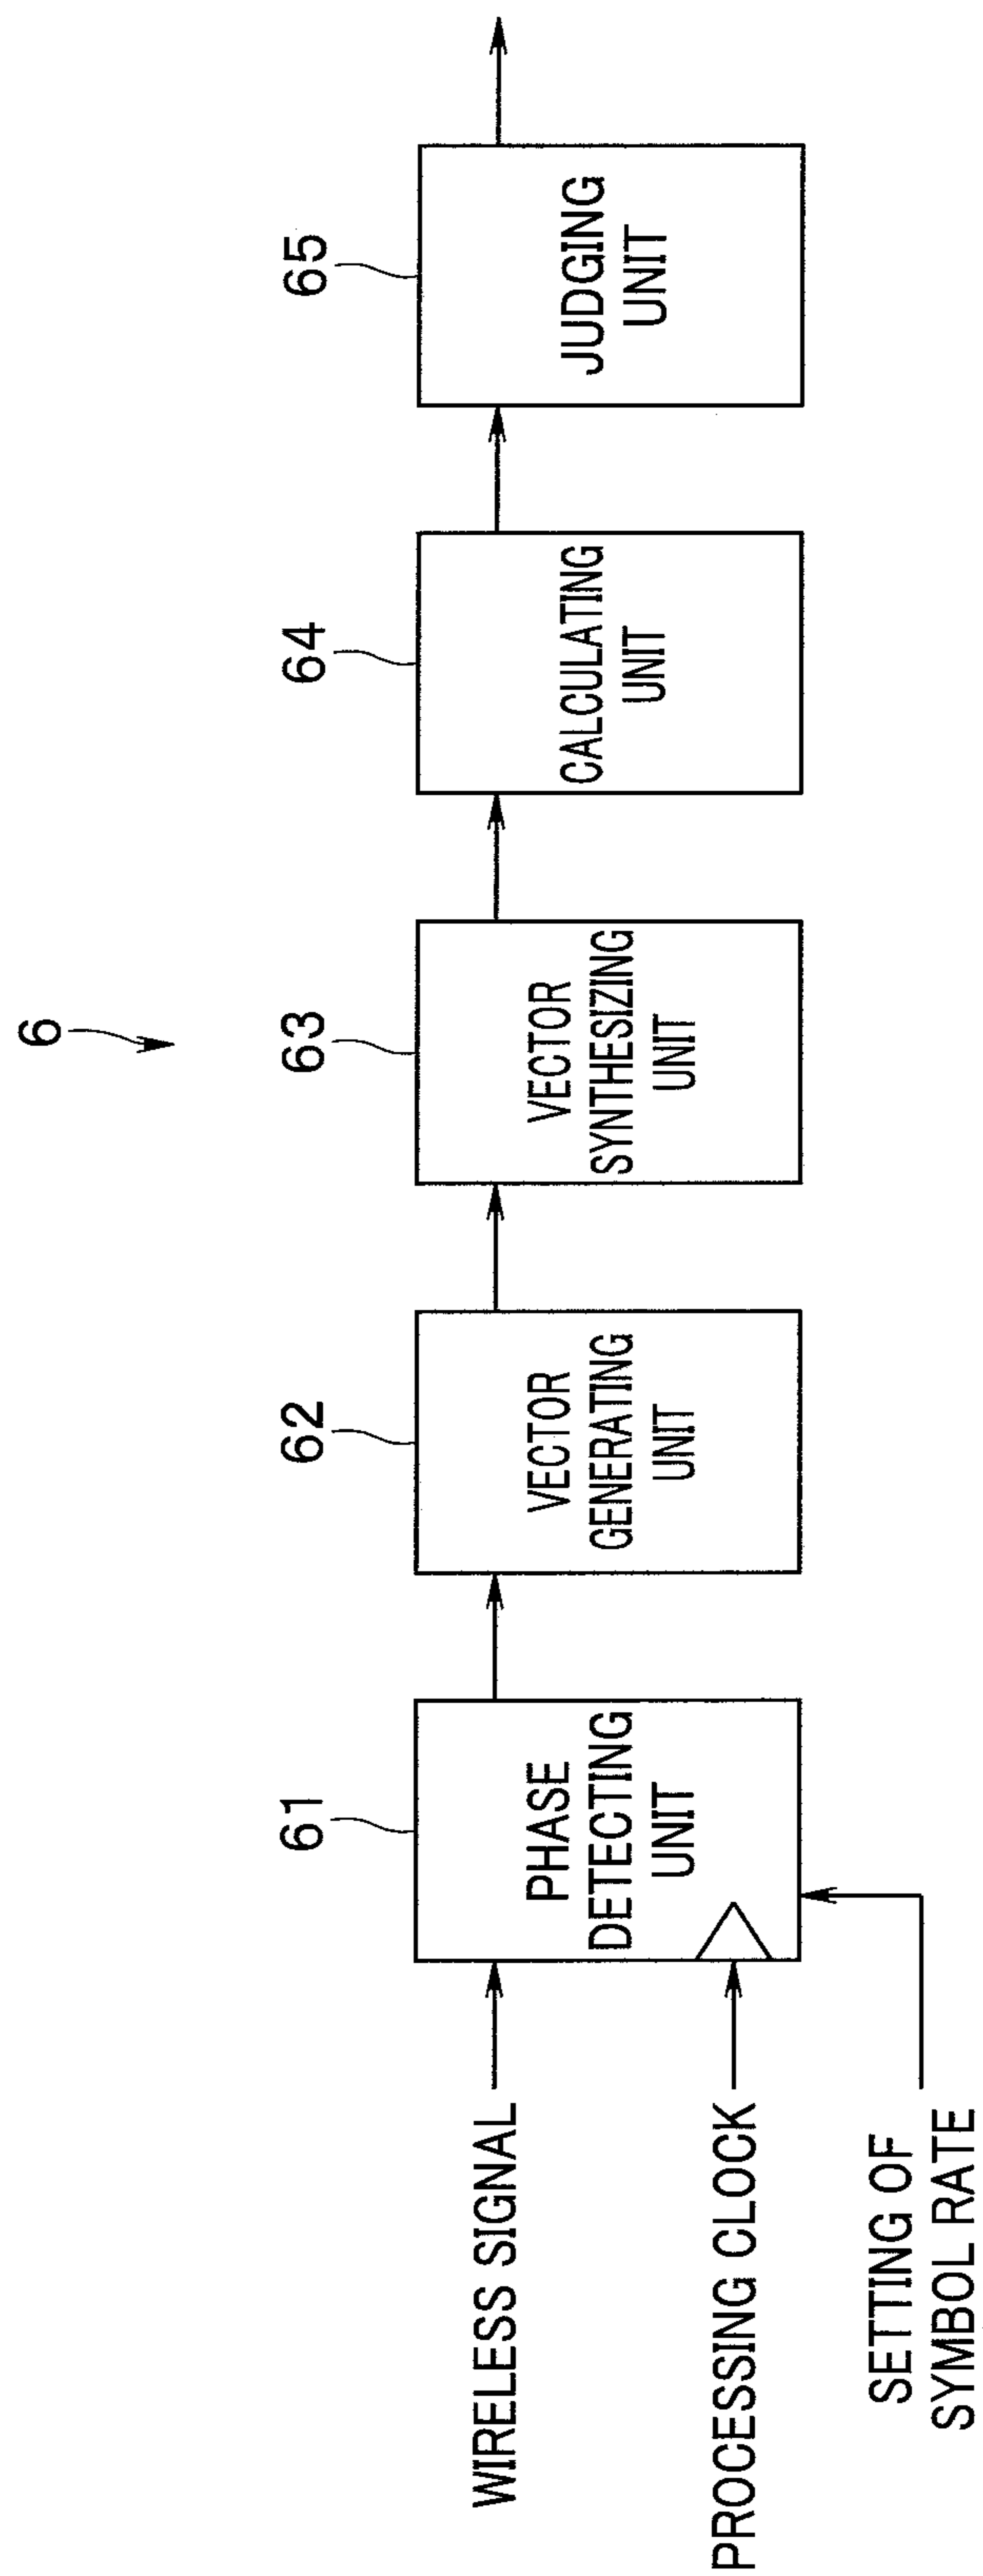 6
61
62
63
64
65
WIRELESS SIGNAL
PROCESSING CLOCK
SETTING OF
SYMBOL RATE
PHASE
DETECTING
UNIT
VECTOR
GENERATING
UNIT
VECTOR
SYNTHESIZING
UNIT
CALCULATING
UNIT
JUDGING
UNIT